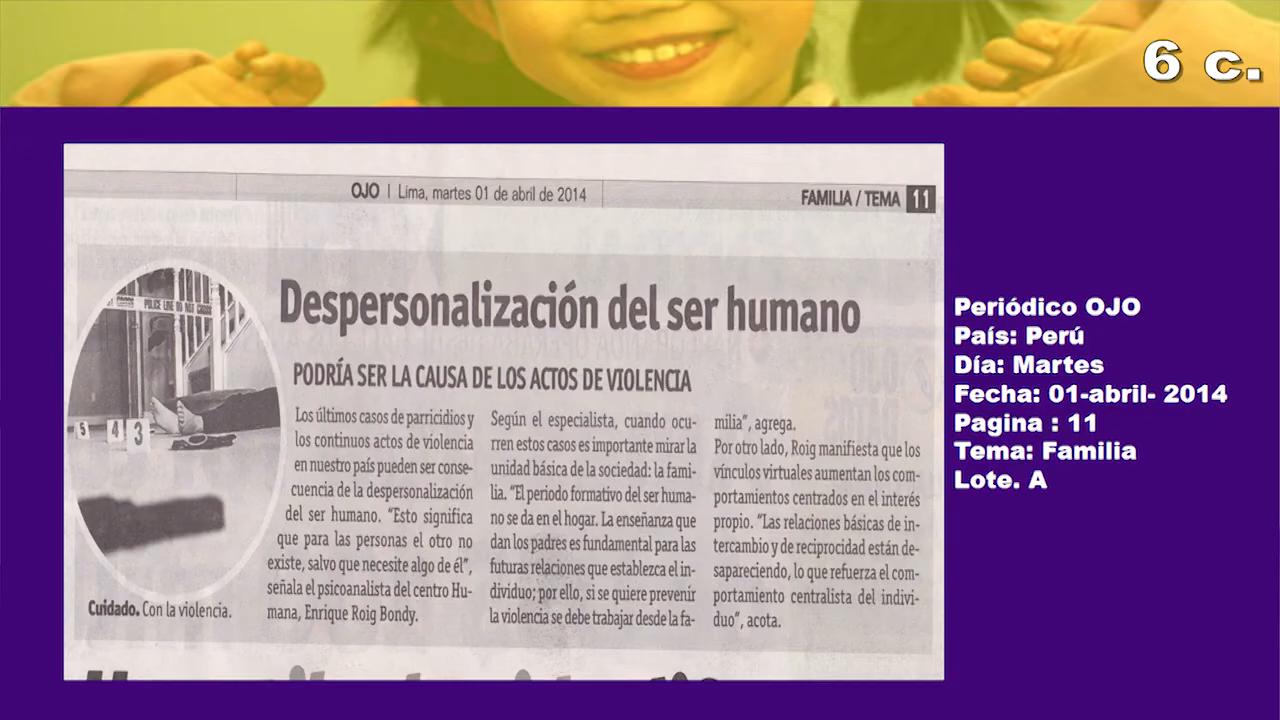 6 c.
OJO | Lima, martes 01 de abril de 2014
FAMILIA / TEMA 11
POLICE LINE DO NOT CROSS
5 4 3
Cuidado. Con la violencia.
Despersonalización del ser humano
PODRÍA SER LA CAUSA DE LOS ACTOS DE VIOLENCIA
Los últimos casos de parricidios y
los continuos actos de violencia
en nuestro país pueden ser conse-
cuencia de la despersonalización
del ser humano. “Esto significa
que para las personas el otro no
existe, salvo que necesite algo de él”,
señala el psicoanalista del centro Hu-
mana, Enrique Roig Bondy.
Según el especialista, cuando ocu-
rren estos casos es importante mirar la
unidad básica de la sociedad: la fami-
lia. “El periodo formativo del ser huma-
no se da en el hogar. La enseñanza que
dan los padres es fundamental para las
futuras relaciones que establezca el in-
dividuo; por ello, si se quiere prevenir
la violencia se debe trabajar desde la fa-
milia”, agrega.
Por otro lado, Roig manifiesta que los
vínculos virtuales aumentan los com-
portamientos centrados en el interés
propio. “Las relaciones básicas de in-
tercambio y de reciprocidad están de-
sapareciendo, lo que refuerza el com-
portamiento centralista del indivi-
duo”, acota.
Periódico OJO
País: Perú
Día: Martes
Fecha: 01-abril- 2014
Pagina : 11
Tema: Familia
Lote. A